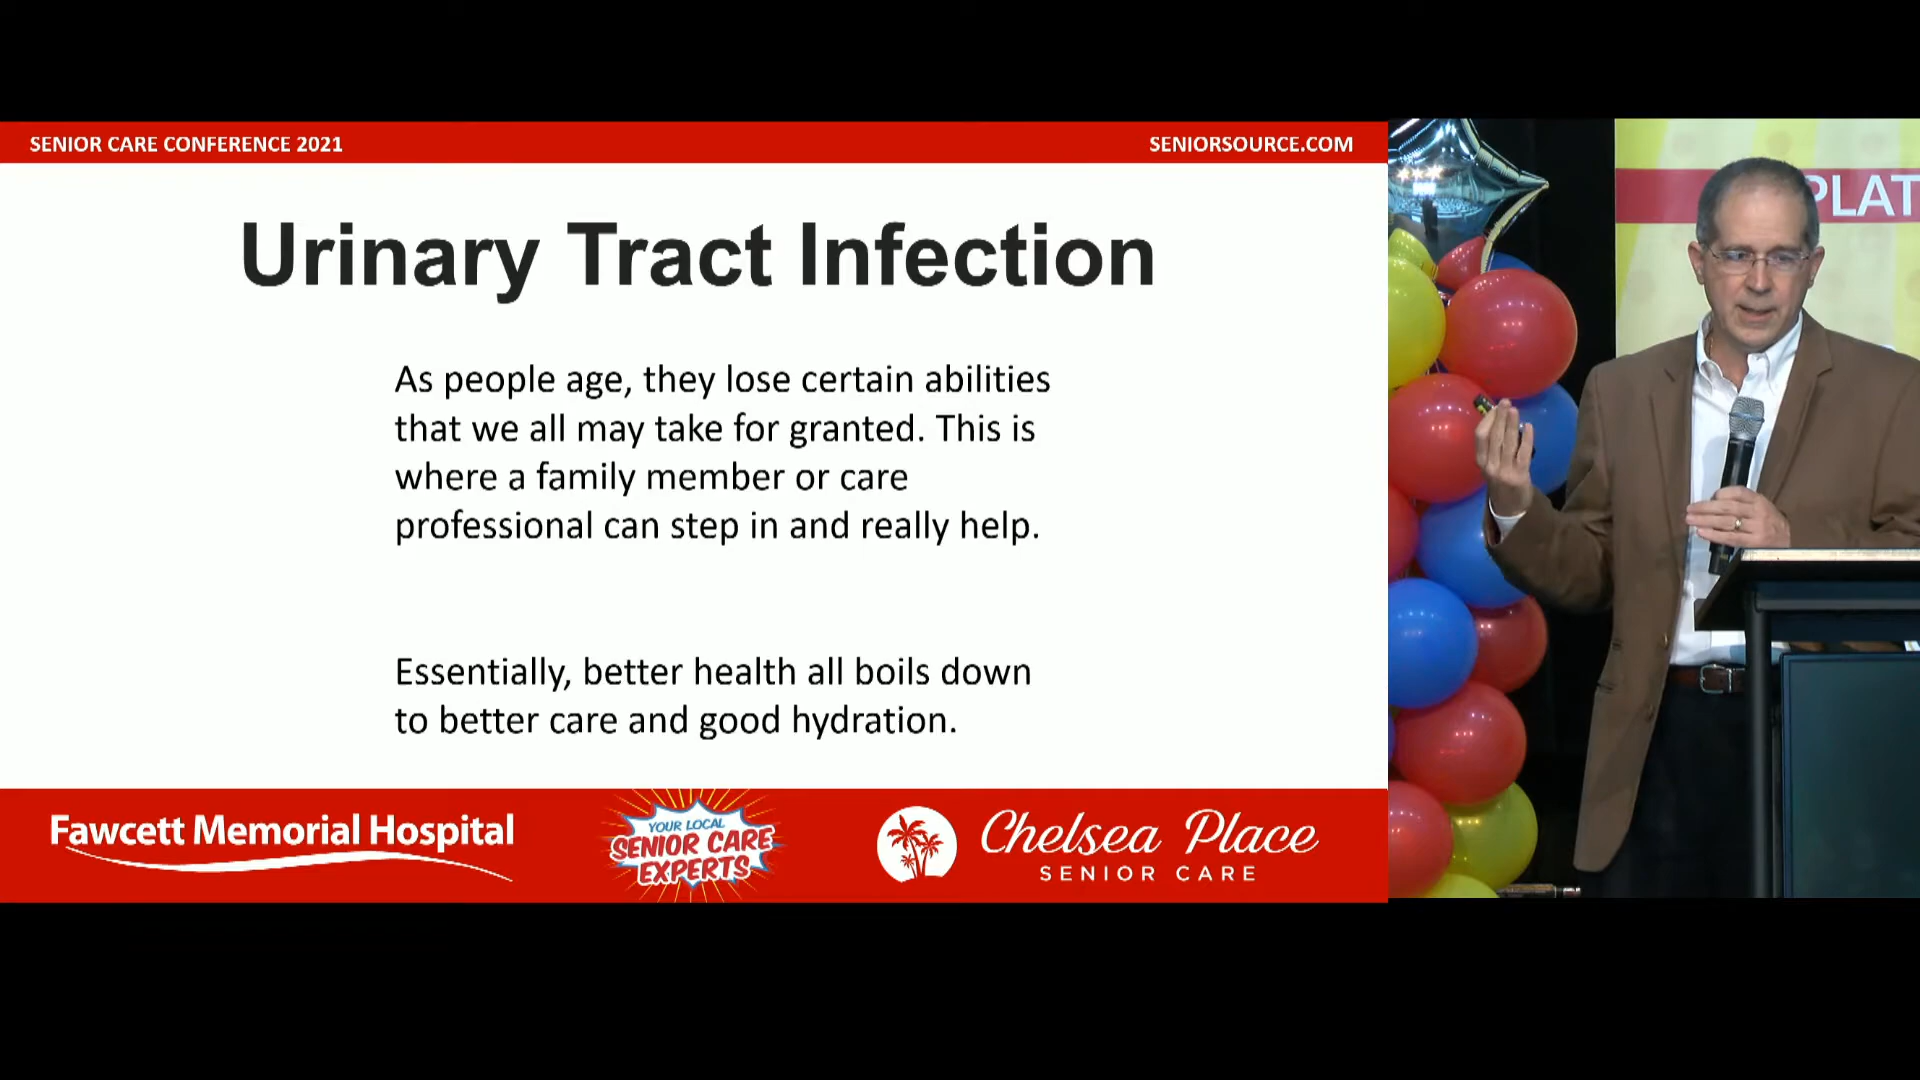 SENIOR CARE CONFERENCE 2021
SENIORSOURCE.COM
Urinary Tract Infection
As people age, they lose certain abilities
that we all may take for granted. This is
where a family member or care
professional can step in and really help.
Essentially, better health all boils down
to better care and good hydration.
Fawcett Memorial Hospital
YOUR LOCAL
SENIOR CARE
EXPERTS
Chelsea Place
SENIOR CARE
PLAT